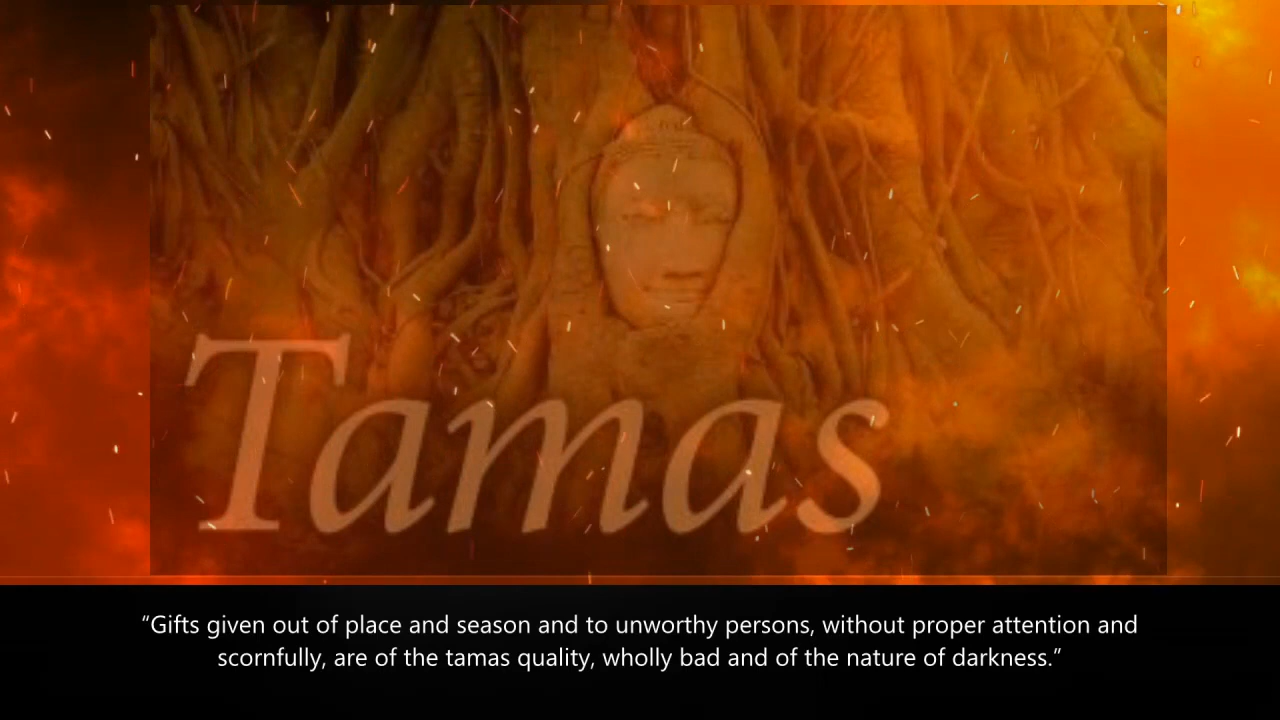 Tamas
“Gifts given out of place and season and to unworthy persons, without proper attention and
scornfully, are of the tamas quality, wholly bad and of the nature of darkness.”